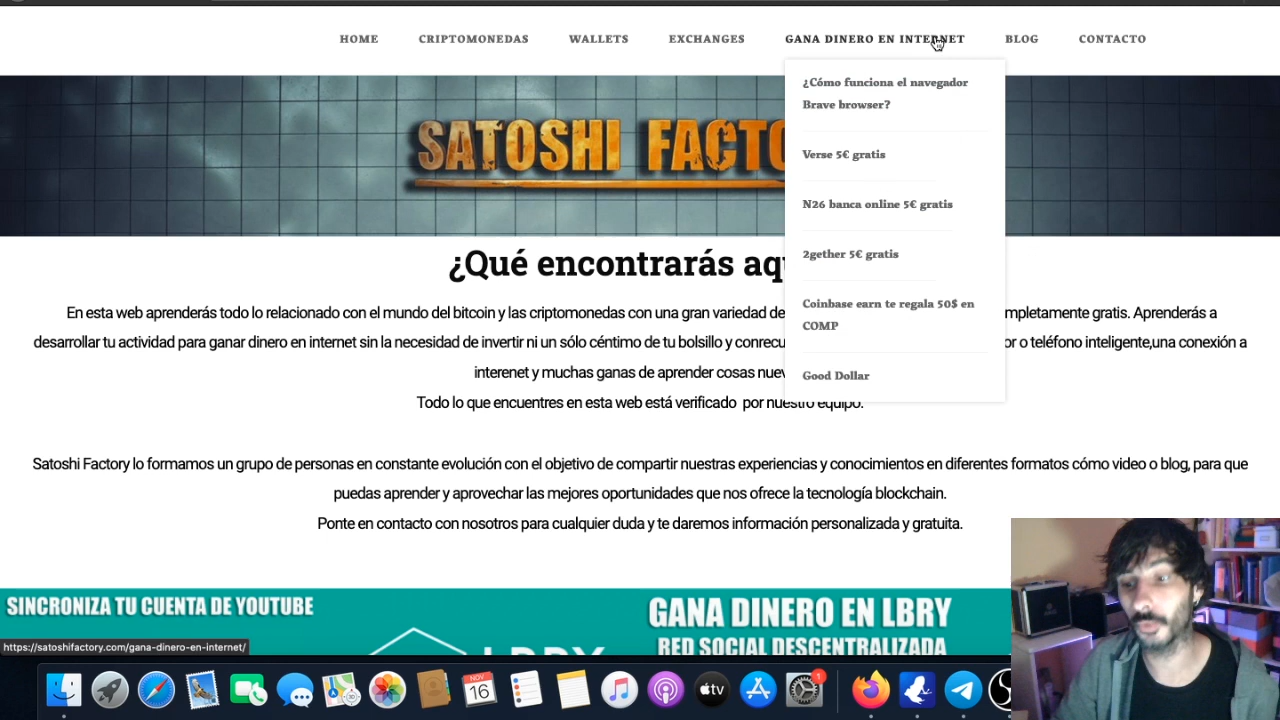 HOME CRIPTOMONEDAS WALLETS EXCHANGES GANA DINERO EN INTERNET BLOG CONTACTO
¿Cómo funciona el navegador
Brave browser?
Verse 5€ gratis
N26 banca online 5€ gratis
2gether 5€ gratis
Coinbase earn te regala 50$ en
COMP
Good Dollar
SATOSHI FACTO
¿Qué encontrarás aq
En esta web aprenderás todo lo relacionado con el mundo del bitcoin y las criptomonedas con una gran variedad de mpletamente gratis. Aprenderás a
desarrollar tu actividad para ganar dinero en internet sin la necesidad de invertir ni un sólo céntimo de tu bolsillo y conrecu or o teléfono inteligente,una conexión a
interenet y muchas ganas de aprender cosas nuev
Todo lo que encuentres en esta web está verificado por nuestro equipo.
Satoshi Factory lo formamos un grupo de personas en constante evolución con el objetivo de compartir nuestras experiencias y conocimientos en diferentes formatos cómo video o blog, para que
puedas aprender y aprovechar las mejores oportunidades que nos ofrece la tecnología blockchain.
Ponte en contacto con nosotros para cualquier duda y te daremos información personalizada y gratuita.
SINCRONIZA TU CUENTA DE YOUTUBE
GANA DINERO EN LBRY
RED SOCIAL DESCENTRALIZADA
LBRY
https://satoshifactory.com/gana-dinero-en-internet/
NOV
16
1
tv